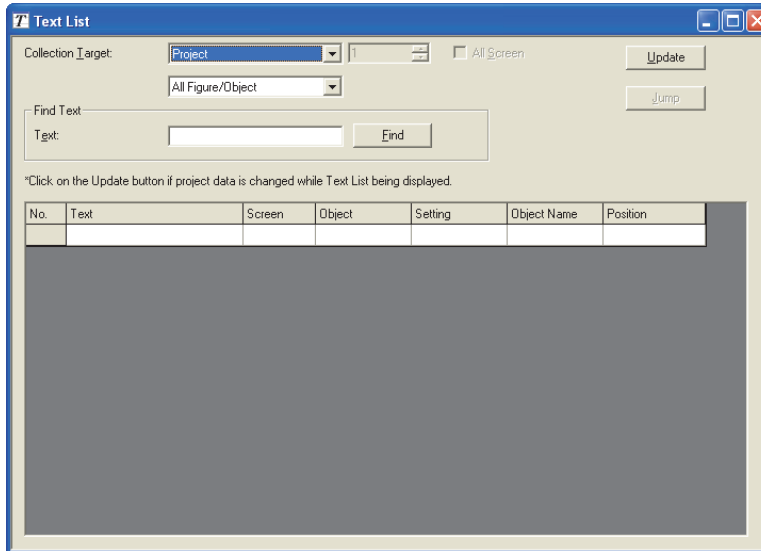 Text List
Collection Target: Project 1 All Screen Update
All Figure/Object Jump
Find Text
Text: Find
*Click on the Update button if project data is changed while Text List being displayed.
No. Text Screen Object Setting Object Name Position